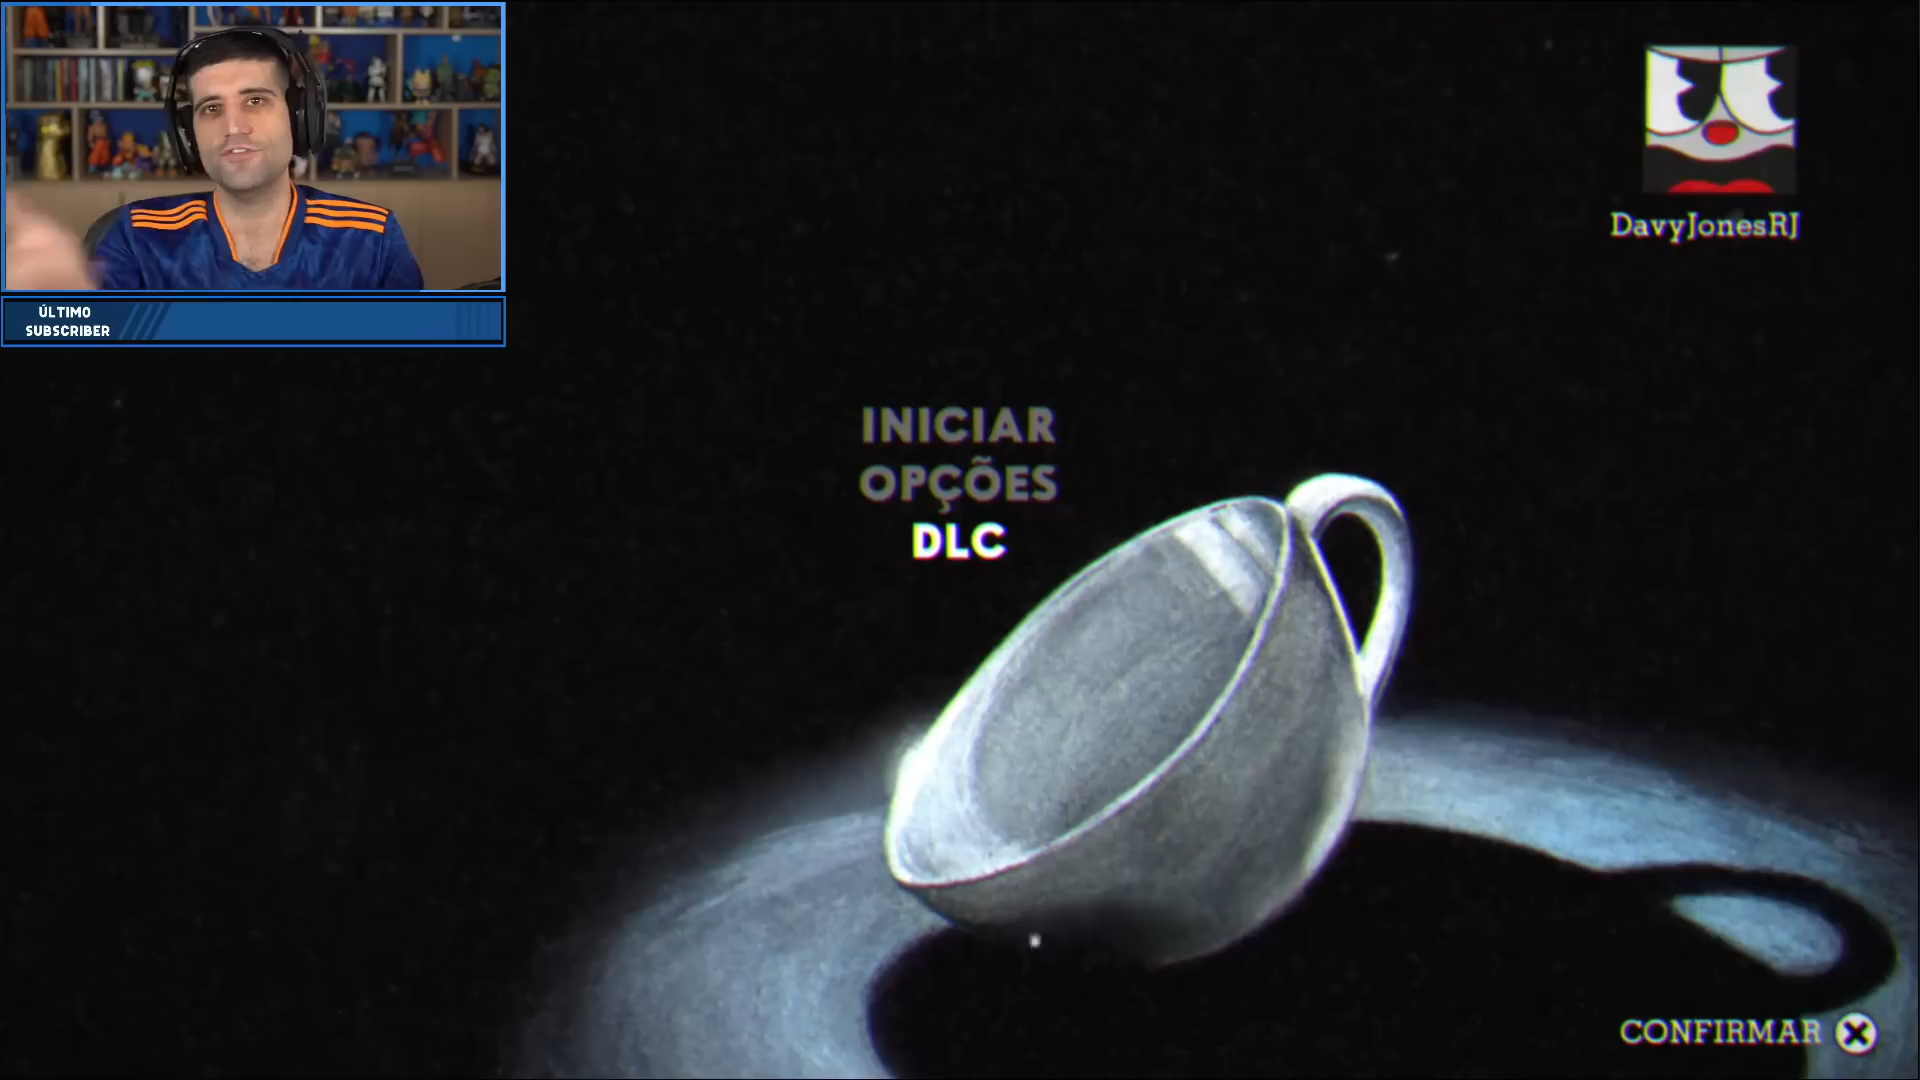 ÚLTIMO
SUBSCRIBER
DavyJonesRJ
INICIAR
OPÇÕES
DLC
CONFIRMAR